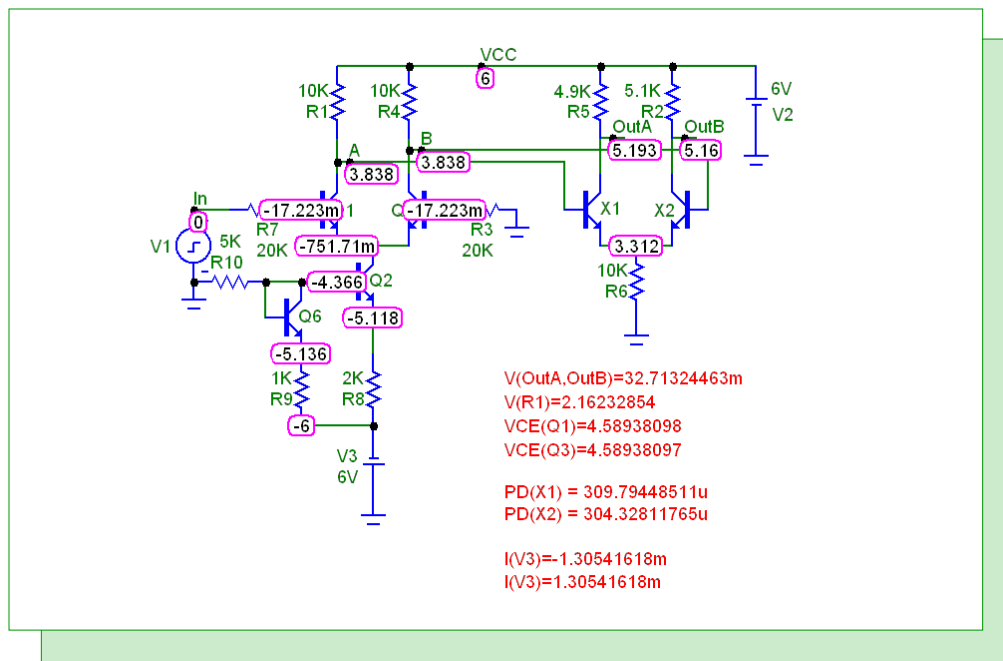 VCC
6
10K
R1
10K
R4
4.9K
R5
5.1K
R2
6V
V2
A
3.838
B
3.838
OutA
5.193
OutB
5.16
In
0
V1
-17.223m
1
R7
20K
Q
-17.223m
R3
20K
X1
X2
-751.71m
3.312
5K
R10
-4.366
Q2
10K
R6
Q6
-5.118
-5.136
1K
R9
2K
R8
-6
V3
6V
V(OutA,OutB)=32.71324463m
V(R1)=2.16232854
VCE(Q1)=4.58938098
VCE(Q3)=4.58938097
PD(X1) = 309.79448511u
PD(X2) = 304.32811765u
I(V3)=-1.30541618m
I(V3)=1.30541618m